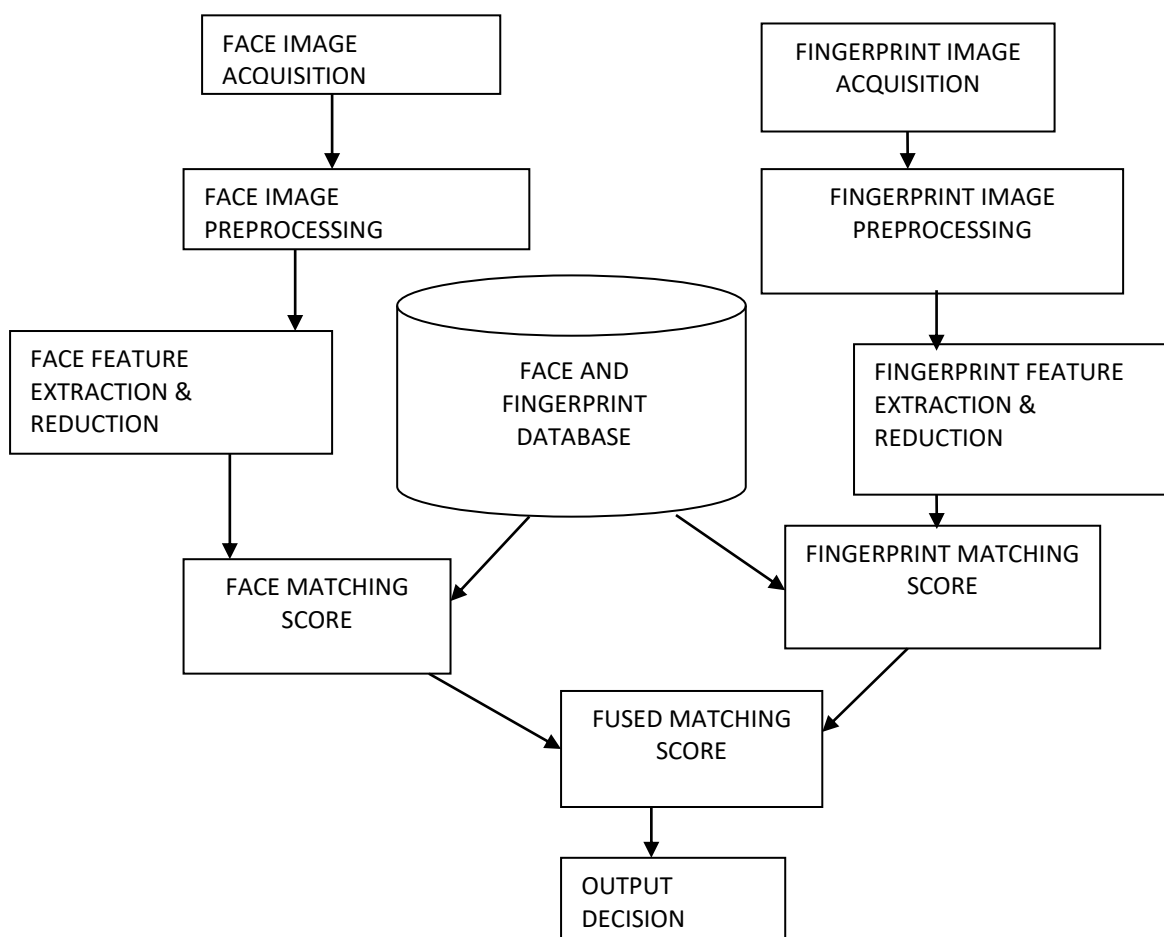 FACE IMAGE
ACQUISITION
FINGERPRINT IMAGE
ACQUISITION
FACE IMAGE
PREPROCESSING
FINGERPRINT IMAGE
PREPROCESSING
FACE FEATURE
EXTRACTION &
REDUCTION
FACE AND
FINGERPRINT
DATABASE
FINGERPRINT FEATURE
EXTRACTION &
REDUCTION
FACE MATCHING
SCORE
FINGERPRINT MATCHING
SCORE
FUSED MATCHING
SCORE
OUTPUT
DECISION